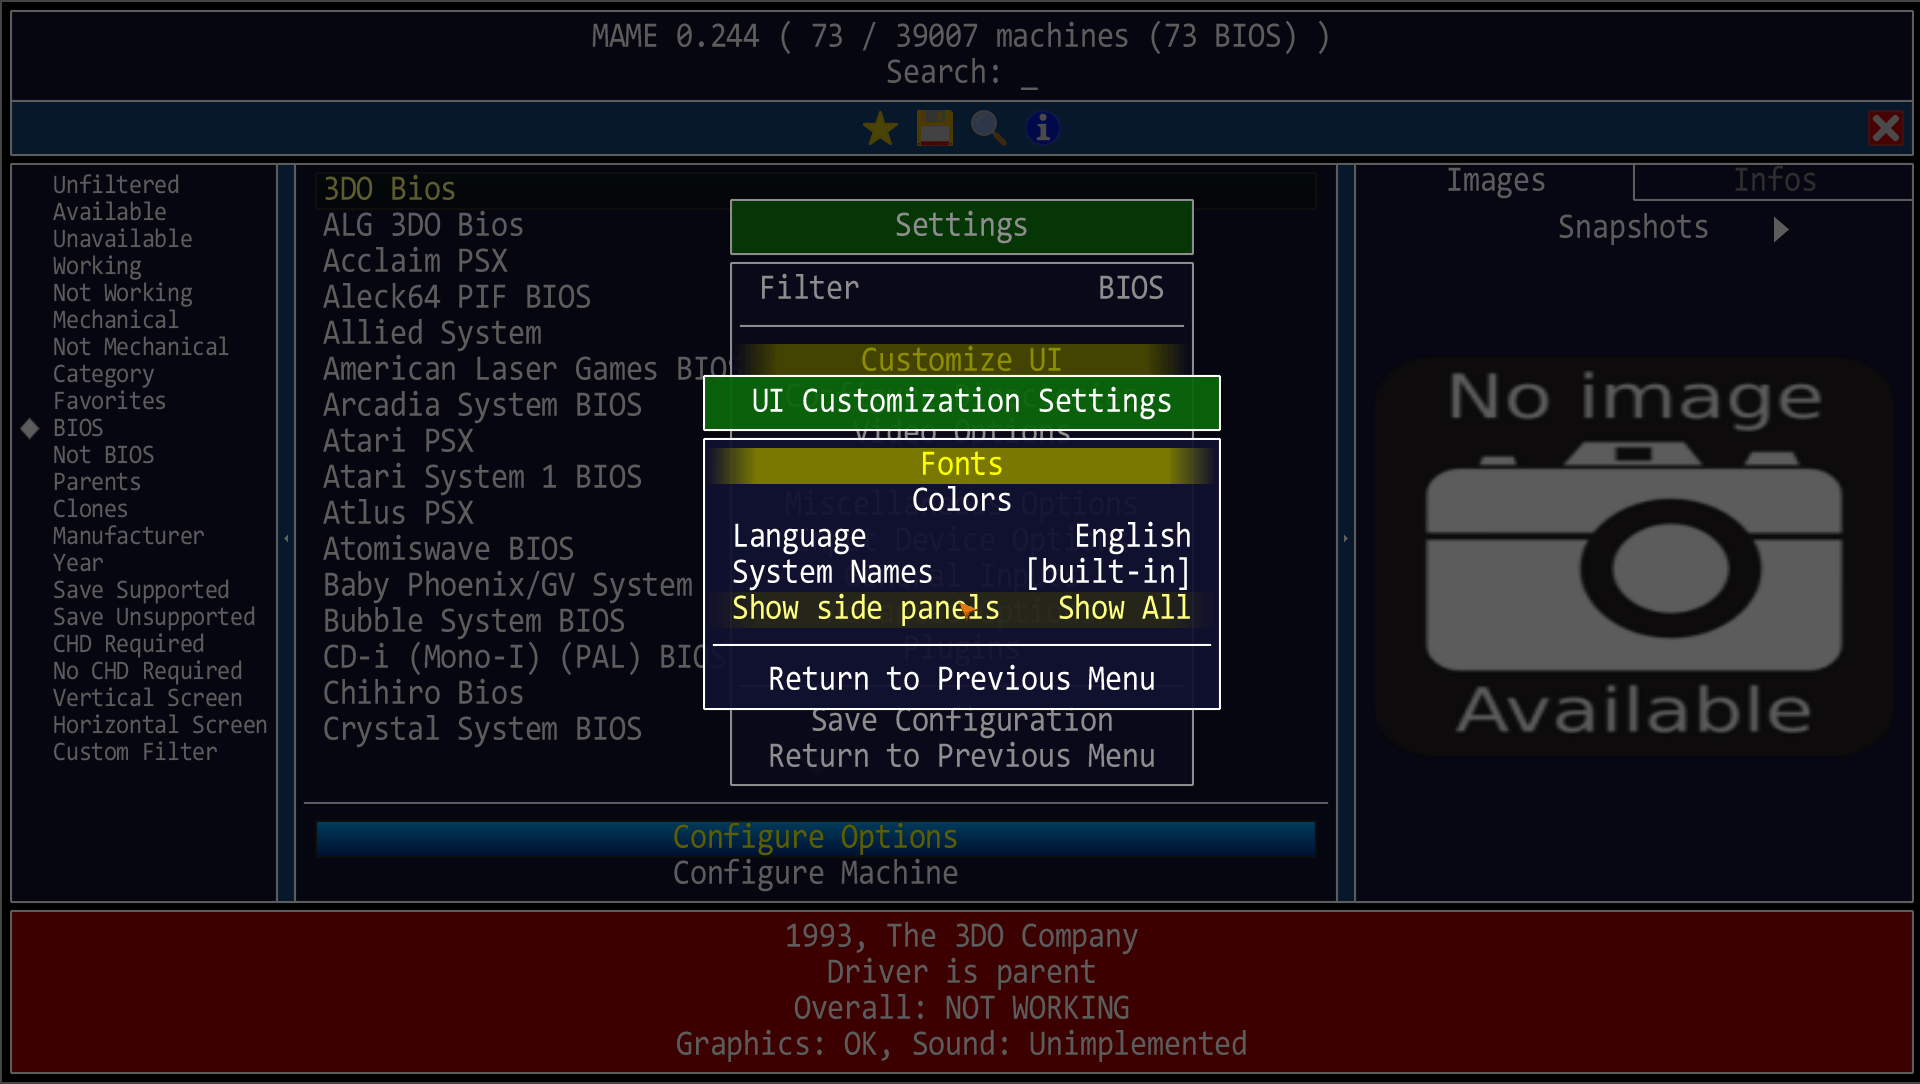 MAME 0.244 ( 73 / 39007 machines (73 BIOS) )
Search: _
Unfiltered
Available
Unavailable
Working
Not Working
Mechanical
Not Mechanical
Category
Favorites
BIOS
Not BIOS
Parents
Clones
Manufacturer
Year
Save Supported
Save Unsupported
CHD Required
No CHD Required
Vertical Screen
Horizontal Screen
Custom Filter
3DO Bios
ALG 3DO Bios
Acclaim PSX
Aleck64 PIF BIOS
Allied System
American Laser Games BIOS
Arcadia System BIOS
Atari PSX
Atari System 1 BIOS
Atlus PSX
Atomiswave BIOS
Baby Phoenix/GV System
Bubble System BIOS
CD-i (Mono-I) (PAL) BIOS
Chihiro Bios
Crystal System BIOS
Configure Options
Configure Machine
Settings
Filter BIOS
Customize UI
Video Options
UI Customization Settings
Fonts
Colors
Language English
System Names [built-in]
Show side panels Show All
Return to Previous Menu
Plugins
Save Configuration
Return to Previous Menu
Images Infos
Snapshots
No image
Available
1993, The 3DO Company
Driver is parent
Overall: NOT WORKING
Graphics: OK, Sound: Unimplemented